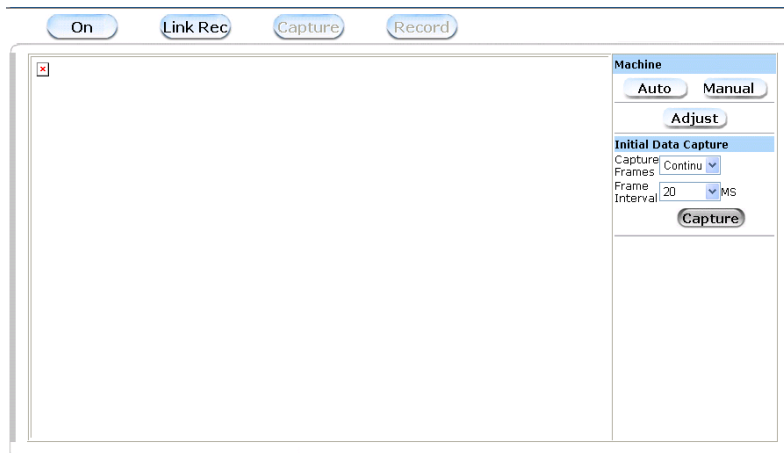 On Link Rec Capture Record
Machine
Auto Manual
Adjust
Initial Data Capture
Capture
Frames Continu
Frame
Interval 20 MS
Capture